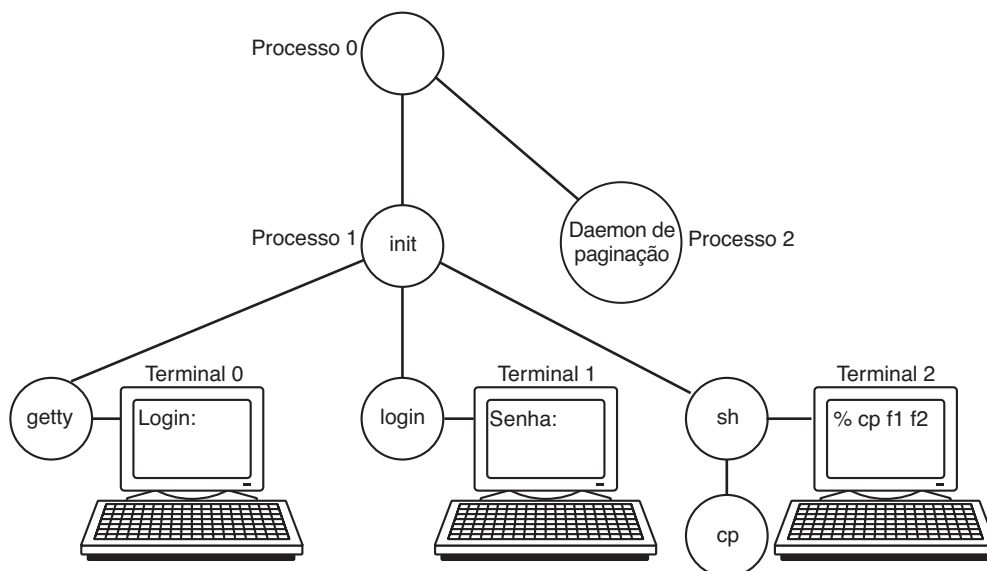 Processo 0
Processo 1
init
Daemon de
paginação
Processo 2
Terminal 0
Terminal 1
Terminal 2
getty
Login:
login
Senha:
sh
% cp f1 f2
cp